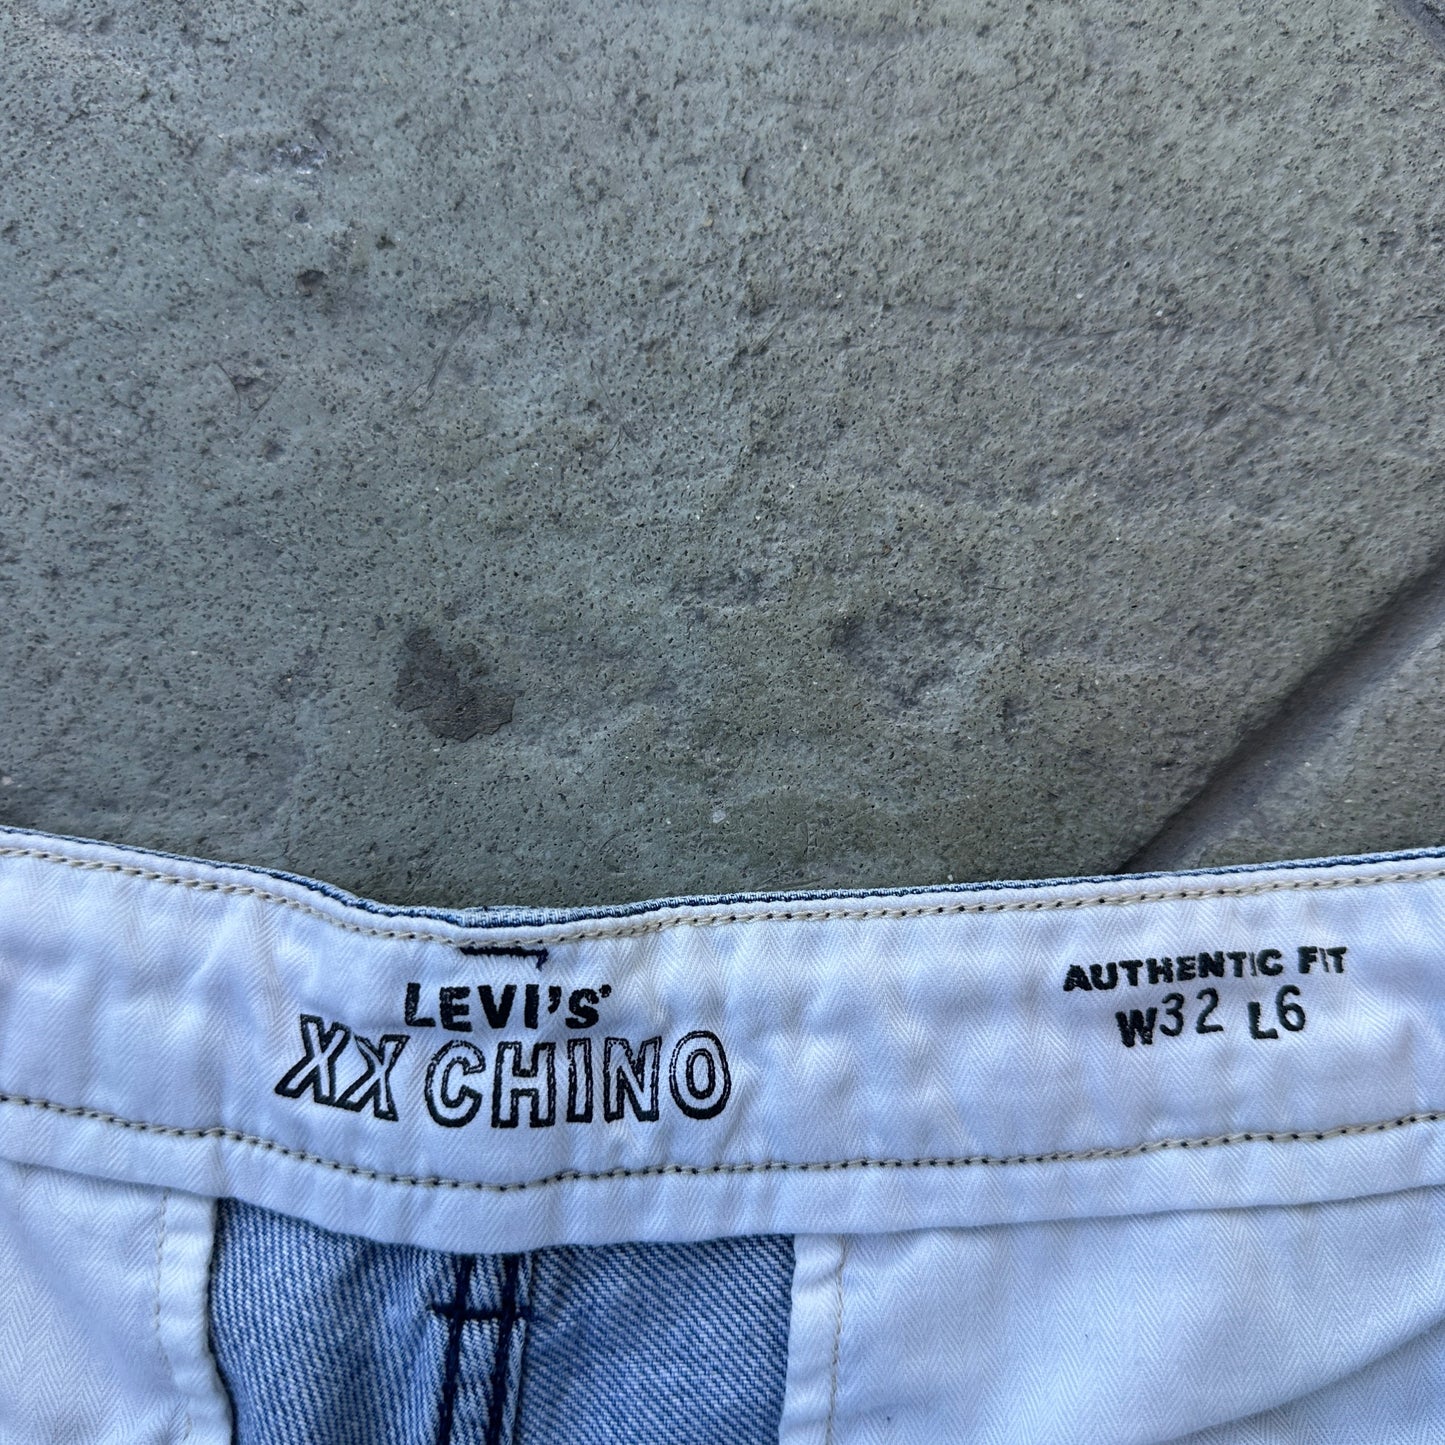 LEVI'S
XX CHINO
AUTHENTIC FIT
W32 L6